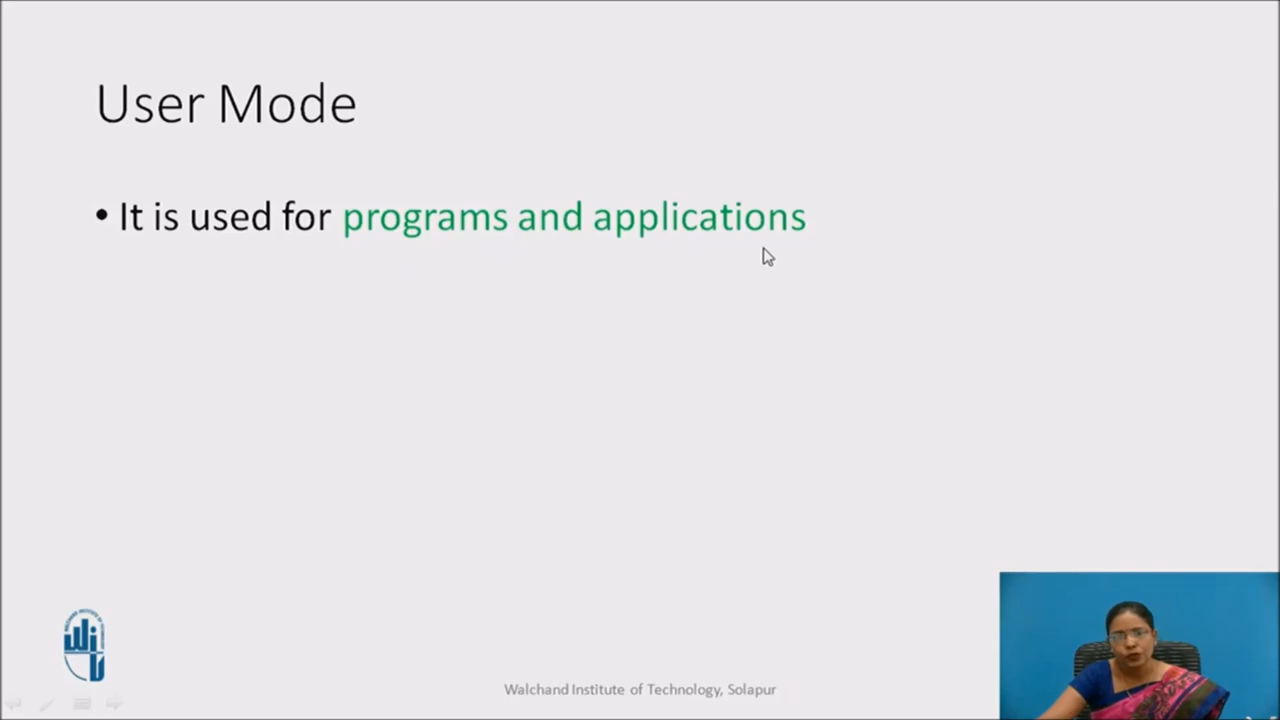 User Mode
• It is used for programs and applications
Walchand Institute of Technology, Solapur